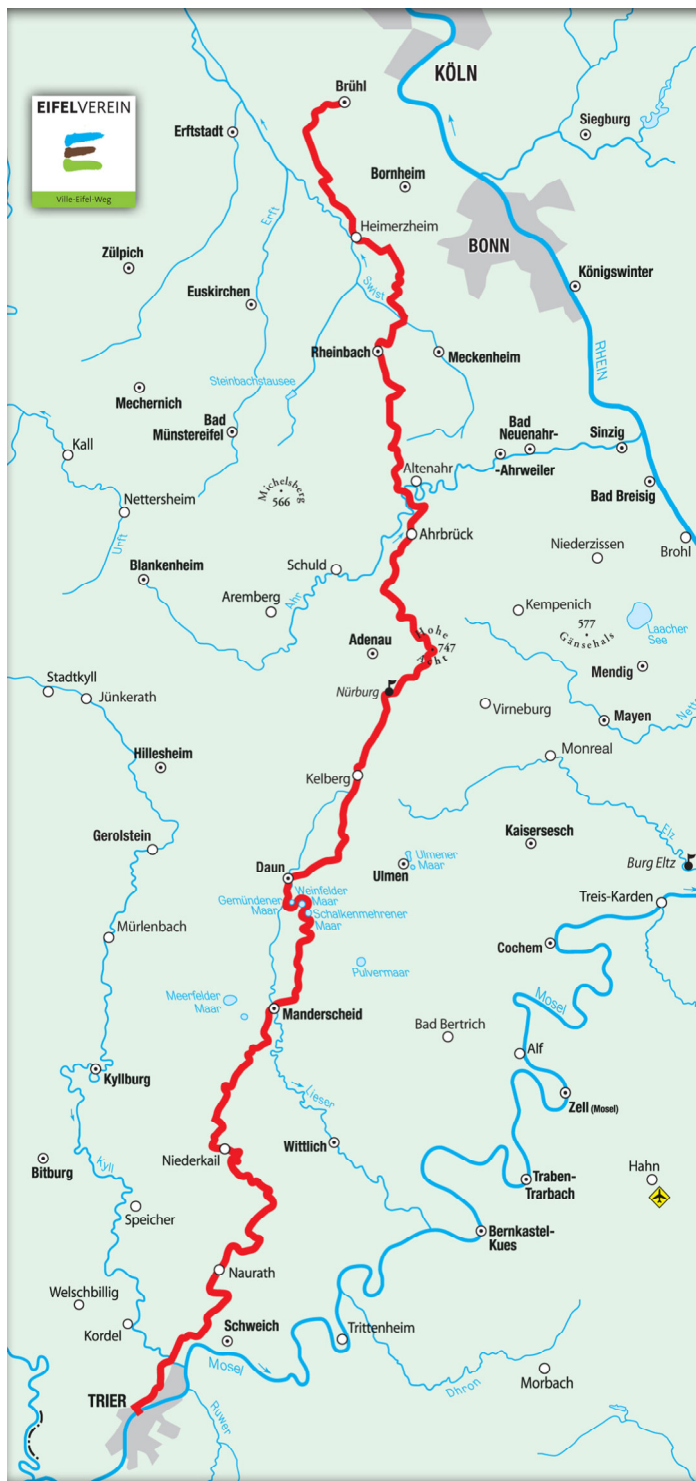 KÖLN
Brühl
EIFELVEREIN
Ville-Eifel-Weg
Erftstadt
Siegburg
Bornheim
Erft
Heimerzheim
BONN
Zülpich
Königswinter
Swist
Euskirchen
RHEIN
Rheinbach
Meckenheim
Steinbachstausee
Mechernich
Bad
Münstereifel
Bad
Neuenahr-
-Ahrweiler
Sinzig
Kall
Altenahr
Bad Breisig
Michelsberg
566
Nettersheim
Urft
Ahrbrück
Brohl
Niederzissen
Schuld
Blankenheim
Ahr
Aremberg
Kempenich
577
Gänsehals
Laacher
See
Hohe
747
Acht
Adenau
Mendig
Stadtkyll
Jünkerath
Nürburg
Virneburg
Mayen
Nette
Monreal
Hillesheim
Kelberg
Elz
Kaisersesch
Gerolstein
Ulmener
Maar
Ulmen
Burg Eltz
Daun
Weinfelder
Maar
Gemündener
Maar
Schalkenmehrener
Maar
Treis-Karden
Mürlenbach
Cochem
Pulvermaar
Meerfelder
Maar
Manderscheid
Mosel
Bad Bertrich
Alf
Kyllburg
Lieser
Zell (Mosel)
Niederkail
Wittlich
Bitburg
Kyll
Hahn
Traben-
Trarbach
Speicher
Bernkastel-
Kues
Naurath
Welschbillig
Kordel
Schweich
Trittenheim
Mosel
Morbach
Dhron
TRIER
Ruwer